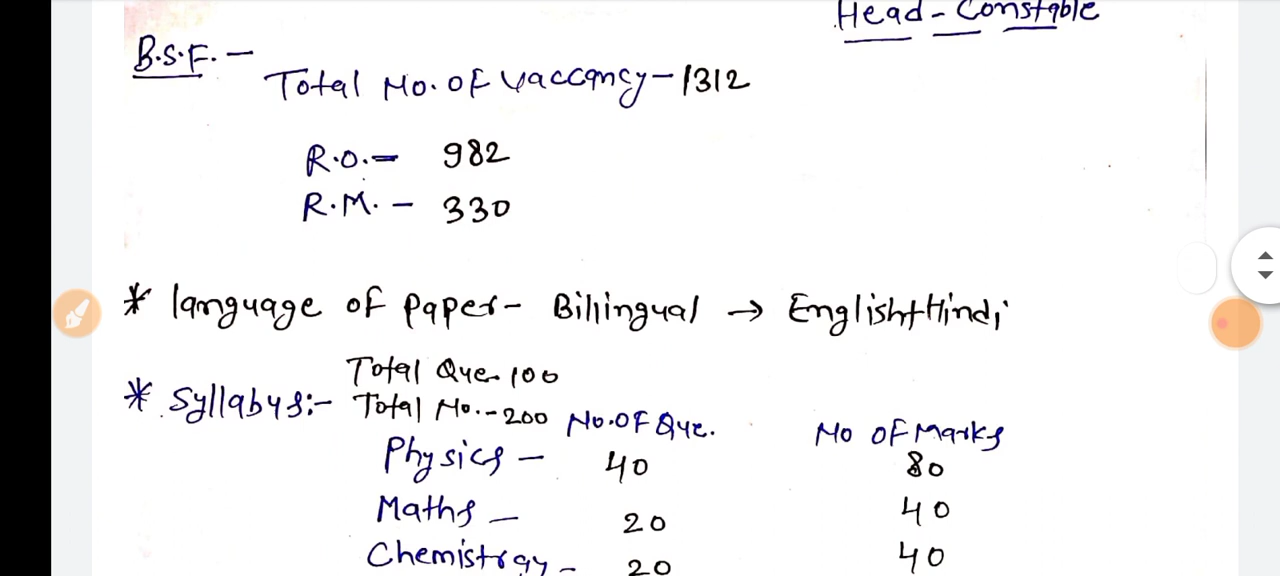 Head - Constable
B.S.F. -
Total No. of Vaccancy - 1312
R.O. - 982
R.M. - 330
* language of paper - Billingual → English+Hindi
Total Que. 100
* Syllabus:- Total No. - 200 No. of Que. No of Marks
Physics - 40 80
Maths - 20 40
Chemistray - 20 40